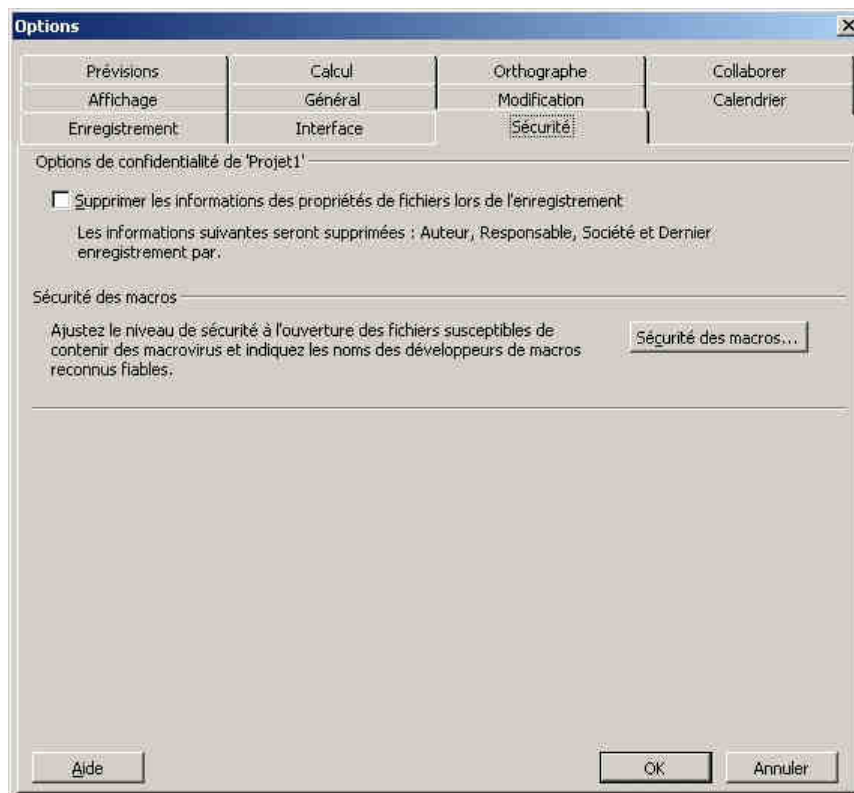 Options
Prévisions
Calcul
Orthographe
Collaborer
Affichage
Général
Modification
Calendrier
Enregistrement
Interface
Sécurité
Options de confidentialité de 'Projet1'
Supprimer les informations des propriétés de fichiers lors de l'enregistrement
Les informations suivantes seront supprimées : Auteur, Responsable, Société et Dernier
enregistrement par.
Sécurité des macros
Ajustez le niveau de sécurité à l'ouverture des fichiers susceptibles de
contenir des macrovirus et indiquez les noms des développeurs de macros
reconnus fiables.
Sécurité des macros...
Aide
OK
Annuler